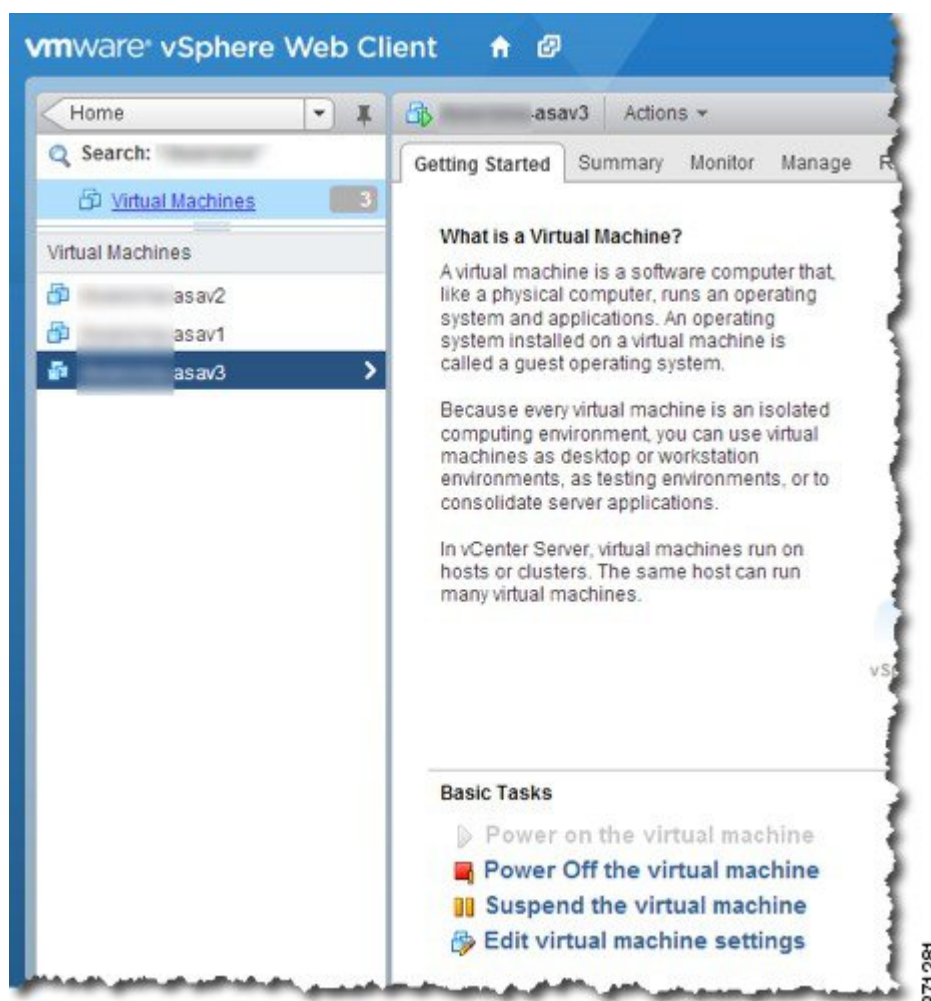 vmware® vSphere Web Client
Home
Search:
Virtual Machines 3
Virtual Machines
asav2
asav1
asav3
asav3 Actions
Getting Started Summary Monitor Manage
What is a Virtual Machine?
A virtual machine is a software computer that,
like a physical computer, runs an operating
system and applications. An operating
system installed on a virtual machine is
called a guest operating system.
Because every virtual machine is an isolated
computing environment, you can use virtual
machines as desktop or workstation
environments, as testing environments, or to
consolidate server applications.
In vCenter Server, virtual machines run on
hosts or clusters. The same host can run
many virtual machines.
Basic Tasks
Power on the virtual machine
Power Off the virtual machine
Suspend the virtual machine
Edit virtual machine settings